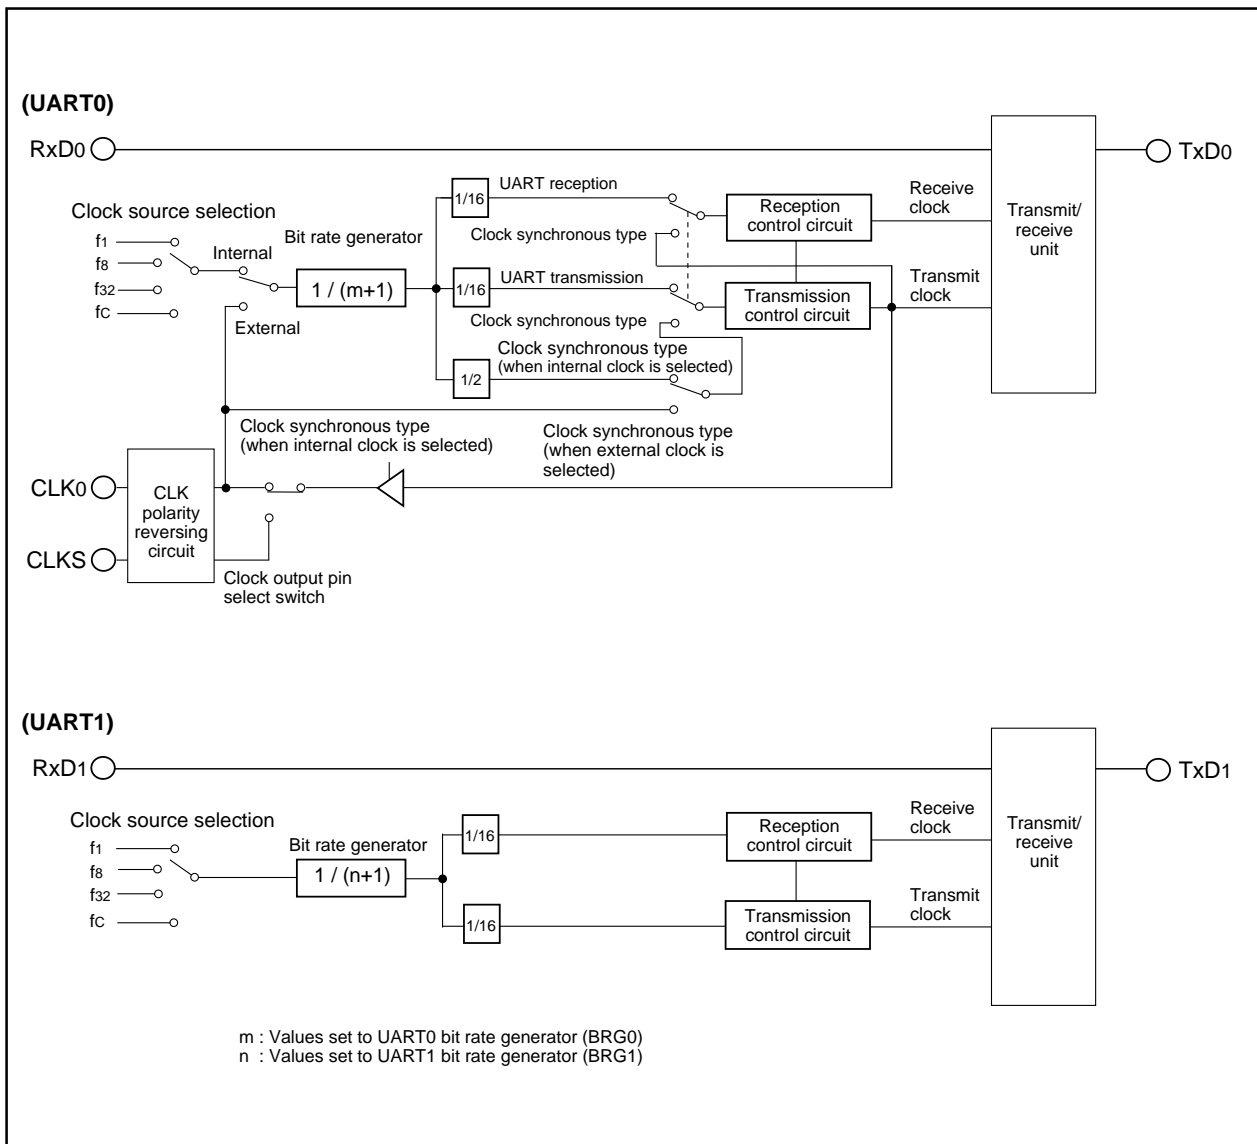 (UART0)
RxD0
TxD0
UART reception
1/16
Reception
control circuit
Receive
clock
Transmit/
receive
unit
Clock source selection
f1
f8
f32
fC
Internal
External
Bit rate generator
1 / (m+1)
Clock synchronous type
1/16
UART transmission
Transmission
control circuit
Transmit
clock
Clock synchronous type
Clock synchronous type
(when internal clock is selected)
1/2
Clock synchronous type
(when internal clock is selected)
Clock synchronous type
(when external clock is
selected)
CLK0
CLKS
CLK
polarity
reversing
circuit
Clock output pin
select switch
(UART1)
RxD1
TxD1
Clock source selection
f1
f8
f32
fC
Bit rate generator
1 / (n+1)
1/16
1/16
Reception
control circuit
Receive
clock
Transmission
control circuit
Transmit
clock
Transmit/
receive
unit
m : Values set to UART0 bit rate generator (BRG0)
n : Values set to UART1 bit rate generator (BRG1)